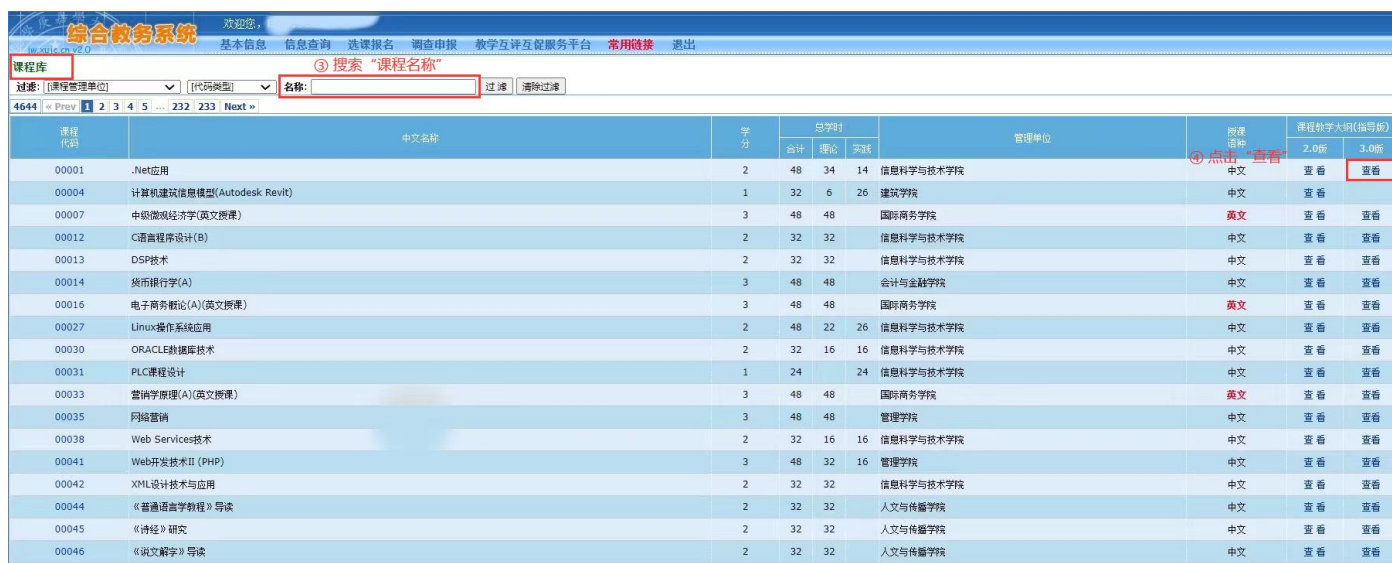 综合教务系统
jw.xujc.cn v2.0
欢迎您，
基本信息 信息查询 选课报名 调查申报 教学互评互促服务平台 常用链接 退出
课程库
③ 搜索“课程名称”
过滤: [课程管理单位] [代码类型] 名称: 过滤 清除过滤
4644 « Prev 1 2 3 4 5 ... 232 233 Next »
课程代码 中文名称 学分 总学时 管理单位 授课语种 课程教学大纲(指导版)
合计 理论 实践 2.0版 3.0版
④ 点击“查看”
00001 .Net应用 2 48 34 14 信息科学与技术学院 中文 查看 查看
00004 计算机建筑信息模型(Autodesk Revit) 1 32 6 26 建筑学院 中文 查看
00007 中级微观经济学(英文授课) 3 48 48 国际商务学院 英文 查看 查看
00012 C语言程序设计(B) 2 32 32 信息科学与技术学院 中文 查看 查看
00013 DSP技术 2 32 32 信息科学与技术学院 中文 查看 查看
00014 货币银行学(A) 3 48 48 会计与金融学院 中文 查看 查看
00016 电子商务概论(A)(英文授课) 3 48 48 国际商务学院 英文 查看 查看
00027 Linux操作系统应用 2 48 22 26 信息科学与技术学院 中文 查看 查看
00030 ORACLE数据库技术 2 32 16 16 信息科学与技术学院 中文 查看 查看
00031 PLC课程设计 1 24 24 信息科学与技术学院 中文 查看 查看
00033 营销学原理(A)(英文授课) 3 48 48 国际商务学院 英文 查看 查看
00035 网络营销 3 48 48 管理学院 中文 查看 查看
00038 Web Services技术 2 32 16 16 信息科学与技术学院 中文 查看 查看
00041 Web开发技术II (PHP) 3 48 32 16 管理学院 中文 查看 查看
00042 XML设计技术与应用 2 32 32 信息科学与技术学院 中文 查看 查看
00044 《普通语言学教程》导读 2 32 32 人文与传播学院 中文 查看 查看
00045 《诗经》研究 2 32 32 人文与传播学院 中文 查看 查看
00046 《说文解字》导读 2 32 32 人文与传播学院 中文 查看 查看